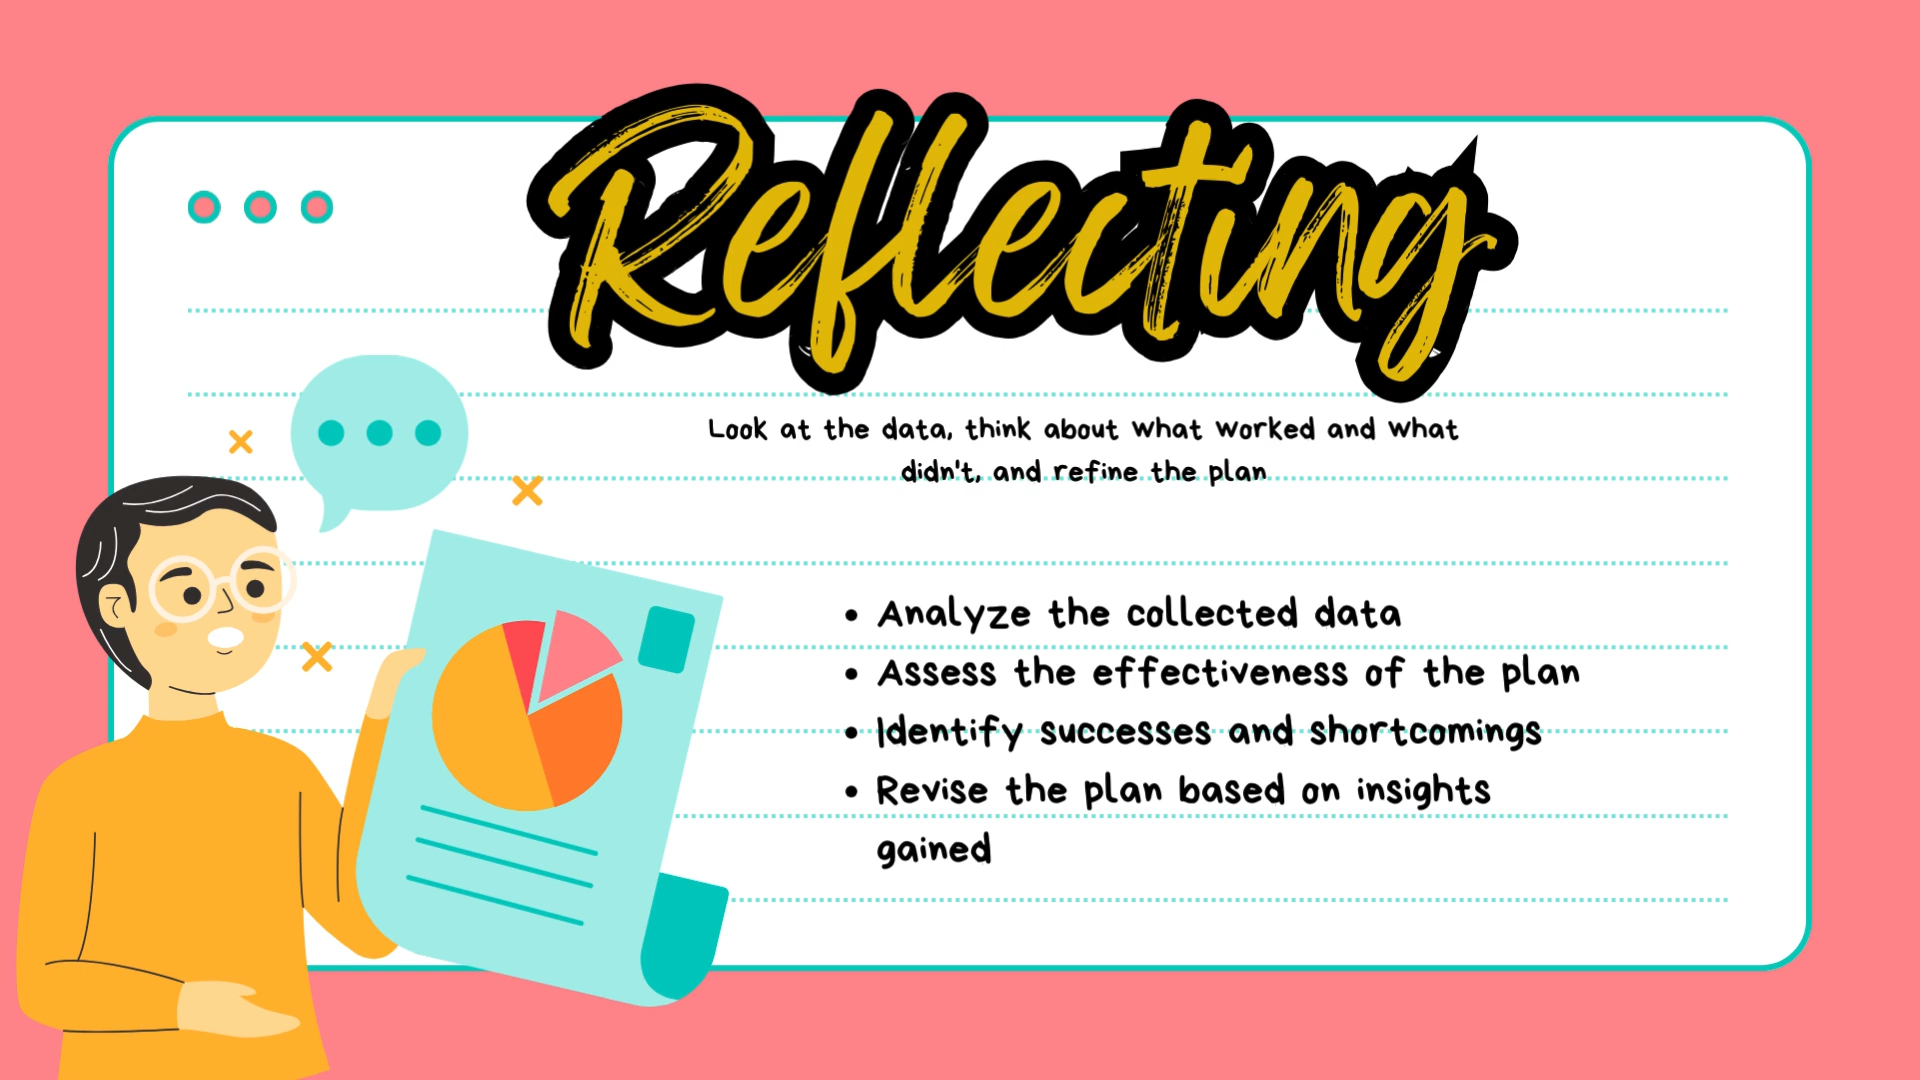 Reflecting
Look at the data, think about what worked and what
didn't, and refine the plan
• Analyze the collected data
• Assess the effectiveness of the plan
• Identify successes and shortcomings
• Revise the plan based on insights
gained